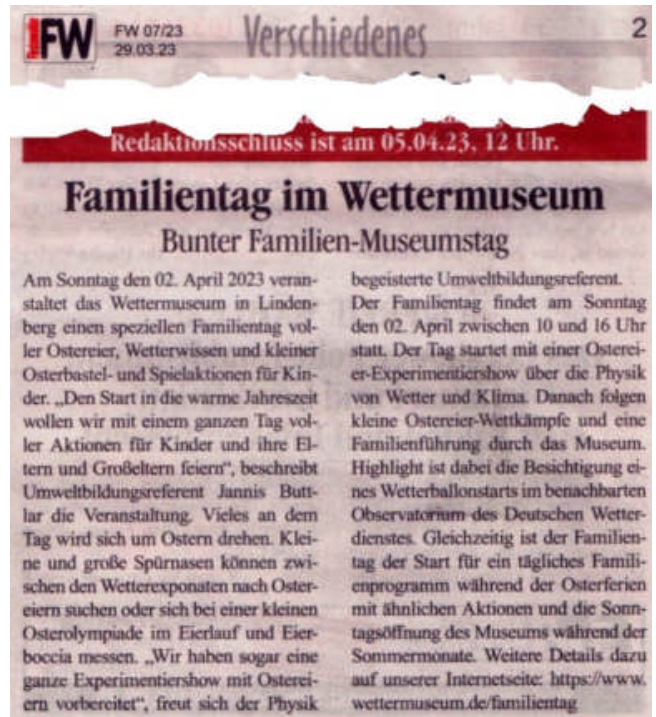 FW
FW 07/23
29.03.23
Verschiedenes
2
Redaktionsschluss ist am 05.04.23, 12 Uhr.
Familientag im Wettermuseum
Bunter Familien-Museumstag
Am Sonntag den 02. April 2023 veran-
staltet das Wettermuseum in Linden-
berg einen speziellen Familientag vol-
ler Ostereier, Wetterwissen und kleiner
Osterbastel- und Spielaktionen für Kin-
der. „Den Start in die warme Jahreszeit
wollen wir mit einem ganzen Tag vol-
ler Aktionen für Kinder und ihre El-
tern und Großeltern feiern“, beschreibt
Umweltbildungsreferent Jannis Butt-
lar die Veranstaltung. Vieles an dem
Tag wird sich um Ostern drehen. Klei-
ne und große Spürnasen können zwi-
schen den Wetterexponaten nach Oster-
eiern suchen oder sich bei einer kleinen
Osterolympiade im Eierlauf und Eier-
boccia messen. „Wir haben sogar eine
ganze Experimentiershow mit Osterei-
ern vorbereitet“, freut sich der Physik
begeisterte Umweltbildungsreferent.
Der Familientag findet am Sonntag
den 02. April zwischen 10 und 16 Uhr
statt. Der Tag startet mit einer Osterei-
er-Experimentiershow über die Physik
von Wetter und Klima. Danach folgen
kleine Ostereier-Wettkämpfe und eine
Familienführung durch das Museum.
Highlight ist dabei die Besichtigung ei-
nes Wetterballonstarts im benachbarten
Observatorium des Deutschen Wetter-
dienstes. Gleichzeitig ist der Familien-
tag der Start für ein tägliches Famili-
enprogramm während der Osterferien
mit ähnlichen Aktionen und die Sonn-
tagsöffnung des Museums während der
Sommermonate. Weitere Details dazu
auf unserer Internetseite: https://www.
wettermuseum.de/familientag